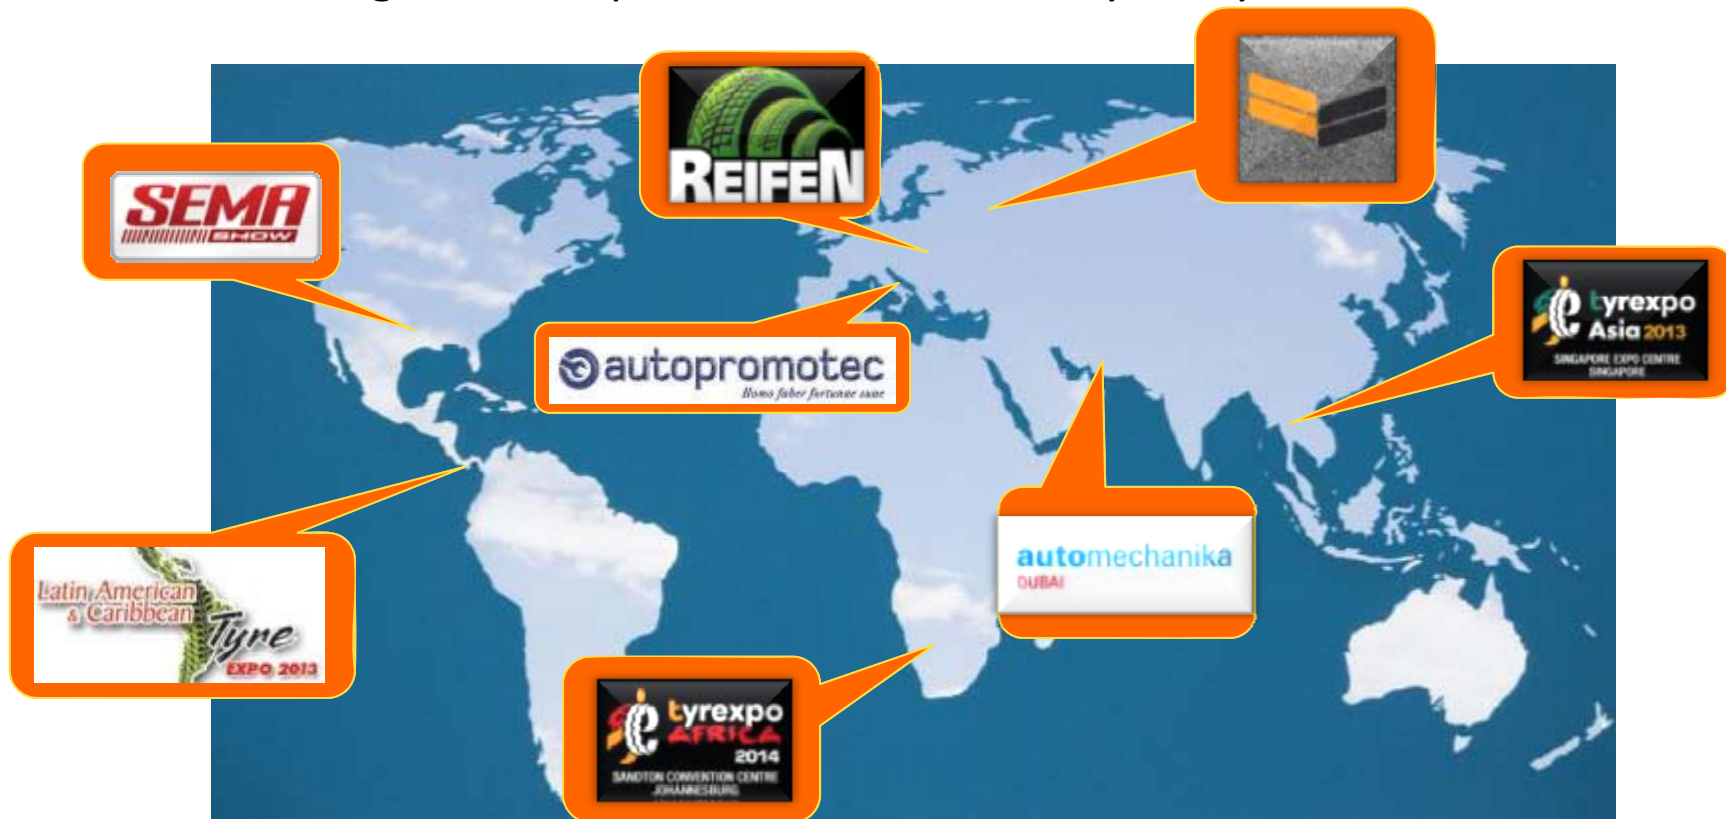 REIFEN
SEMA
SHOW
tyrexpo
Asia 2013
SINGAPORE EXPO CENTRE
SINGAPORE
autopromotec
Homo faber fortunae suae
automechanika
DUBAI
Latin American
& Caribbean
Tyre
EXPO 2013
tyrexpo
AFRICA
2014
SANDTON CONVENTION CENTRE
JOHANNESBURG